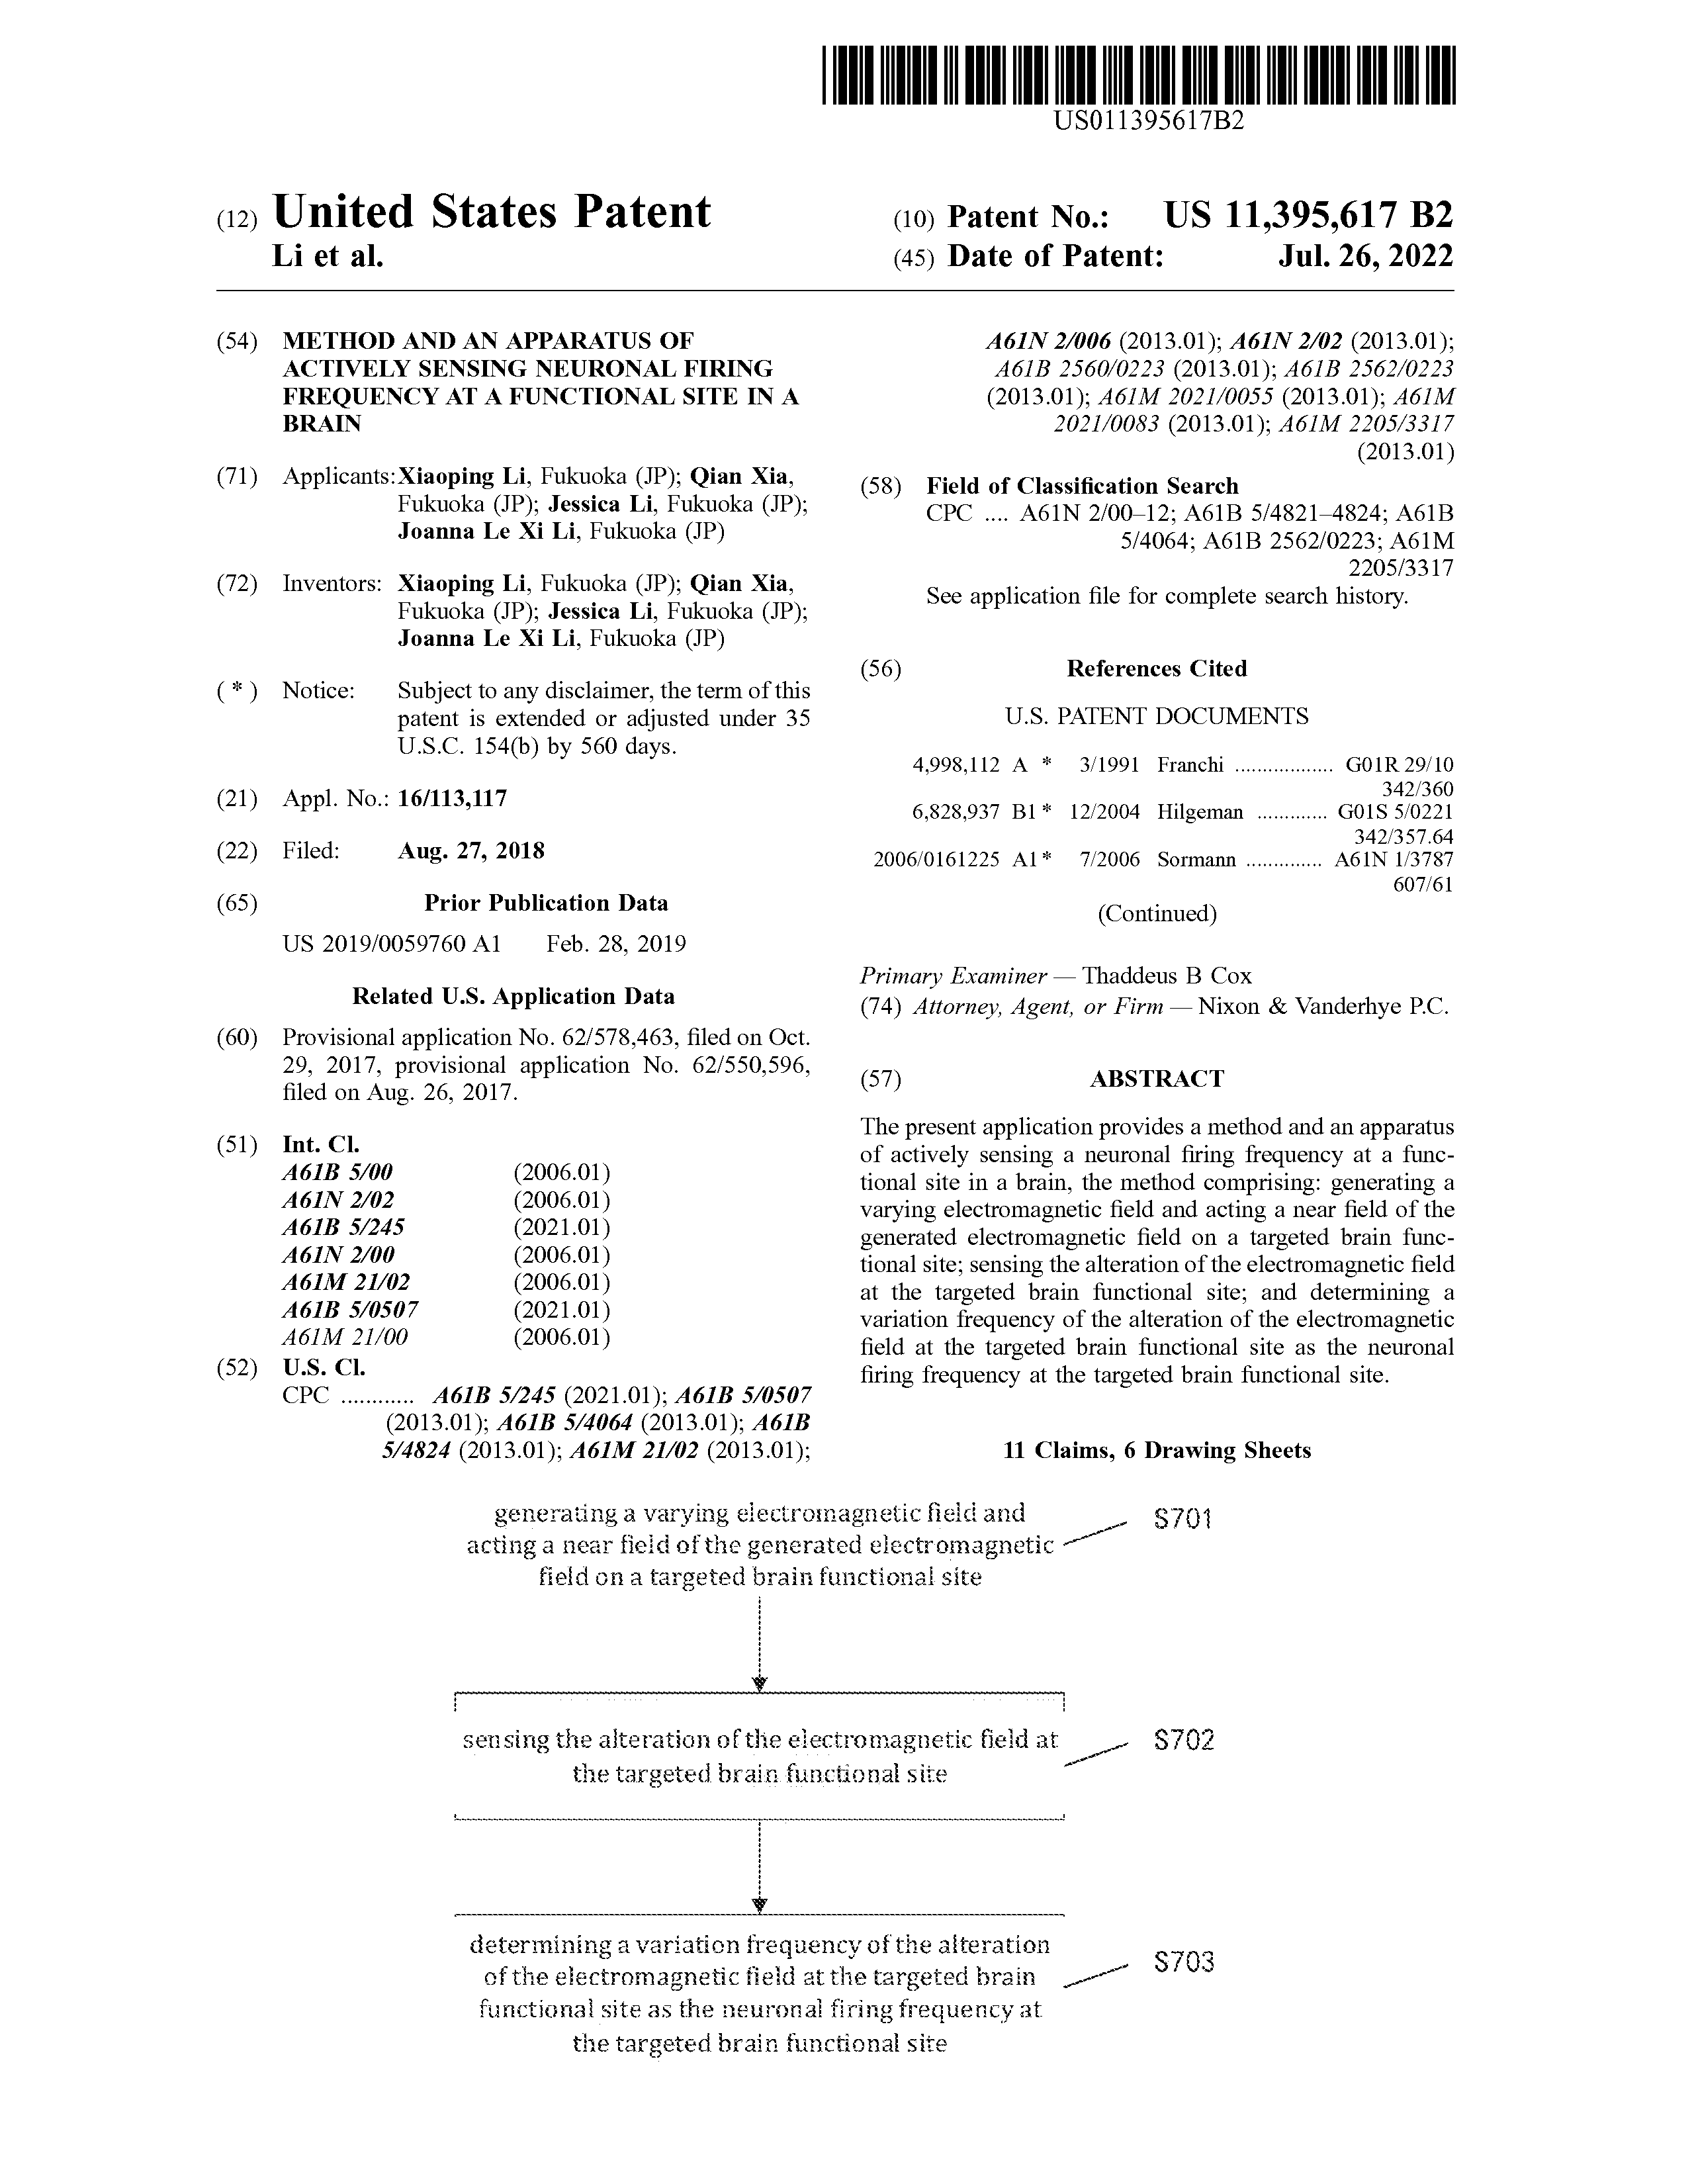 US011395617B2
(12) United States Patent
Li et al.
(10) Patent No.: US 11,395,617 B2
(45) Date of Patent: Jul. 26, 2022
(54) METHOD AND AN APPARATUS OF
ACTIVELY SENSING NEURONAL FIRING
FREQUENCY AT A FUNCTIONAL SITE IN A
BRAIN
(71) Applicants: Xiaoping Li, Fukuoka (JP); Qian Xia,
Fukuoka (JP); Jessica Li, Fukuoka (JP);
Joanna Le Xi Li, Fukuoka (JP)
(72) Inventors: Xiaoping Li, Fukuoka (JP); Qian Xia,
Fukuoka (JP); Jessica Li, Fukuoka (JP);
Joanna Le Xi Li, Fukuoka (JP)
( * ) Notice: Subject to any disclaimer, the term of this
patent is extended or adjusted under 35
U.S.C. 154(b) by 560 days.
(21) Appl. No.: 16/113,117
(22) Filed: Aug. 27, 2018
(65) Prior Publication Data
US 2019/0059760 A1 Feb. 28, 2019
Related U.S. Application Data
(60) Provisional application No. 62/578,463, filed on Oct.
29, 2017, provisional application No. 62/550,596,
filed on Aug. 26, 2017.
(51) Int. Cl.
A61B 5/00 (2006.01)
A61N 2/02 (2006.01)
A61B 5/245 (2021.01)
A61N 2/00 (2006.01)
A61M 21/02 (2006.01)
A61B 5/0507 (2021.01)
A61M 21/00 (2006.01)
(52) U.S. Cl.
CPC ............ A61B 5/245 (2021.01); A61B 5/0507
(2013.01); A61B 5/4064 (2013.01); A61B
5/4824 (2013.01); A61M 21/02 (2013.01);
A61N 2/006 (2013.01); A61N 2/02 (2013.01);
A61B 2560/0223 (2013.01); A61B 2562/0223
(2013.01); A61M 2021/0055 (2013.01); A61M
2021/0083 (2013.01); A61M 2205/3317
(2013.01)
(58) Field of Classification Search
CPC .... A61N 2/00–12; A61B 5/4821–4824; A61B
5/4064; A61B 2562/0223; A61M
2205/3317
See application file for complete search history.
(56) References Cited
U.S. PATENT DOCUMENTS
4,998,112 A * 3/1991 Franchi .................. G01R 29/10
342/360
6,828,937 B1 * 12/2004 Hilgeman ............. G01S 5/0221
342/357.64
2006/0161225 A1 * 7/2006 Sormann .............. A61N 1/3787
607/61
(Continued)
Primary Examiner — Thaddeus B Cox
(74) Attorney, Agent, or Firm — Nixon & Vanderhye P.C.
(57) ABSTRACT
The present application provides a method and an apparatus
of actively sensing a neuronal firing frequency at a func-
tional site in a brain, the method comprising: generating a
varying electromagnetic field and acting a near field of the
generated electromagnetic field on a targeted brain func-
tional site; sensing the alteration of the electromagnetic field
at the targeted brain functional site; and determining a
variation frequency of the alteration of the electromagnetic
field at the targeted brain functional site as the neuronal
firing frequency at the targeted brain functional site.
11 Claims, 6 Drawing Sheets
generating a varying electromagnetic field and
acting a near field of the generated electromagnetic
field on a targeted brain functional site
S701
sensing the alteration of the electromagnetic field at
the targeted brain functional site
S702
determining a variation frequency of the alteration
of the electromagnetic field at the targeted brain
functional site as the neuronal firing frequency at
the targeted brain functional site
S703